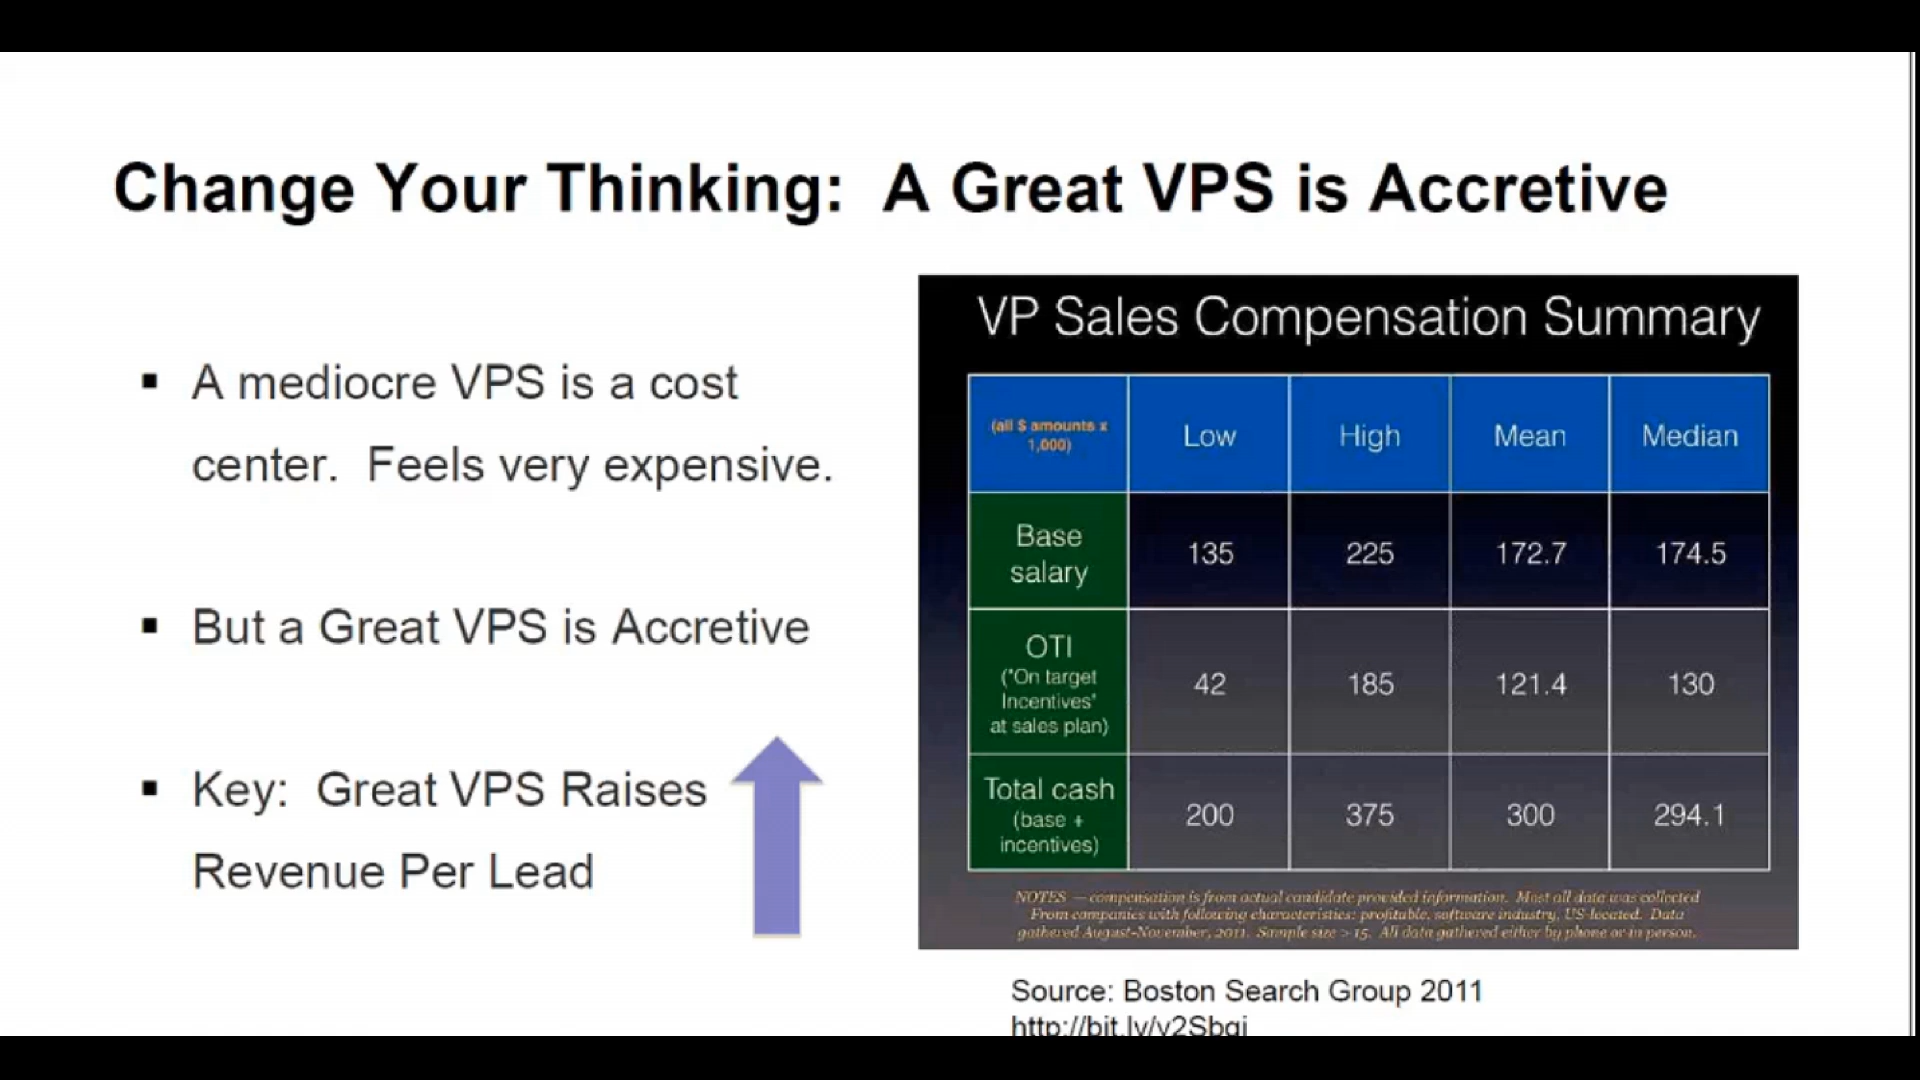 Change Your Thinking: A Great VPS is Accretive
▪ A mediocre VPS is a cost
center. Feels very expensive.
▪ But a Great VPS is Accretive
▪ Key: Great VPS Raises
Revenue Per Lead
VP Sales Compensation Summary
(all $ amounts x
1,000)
Low High Mean Median
Base
salary
135 225 172.7 174.5
OTI
("On target
Incentives"
at sales plan)
42 185 121.4 130
Total cash
(base +
incentives)
200 375 300 294.1
NOTES — compensation is from actual candidate provided information. Most all data was collected
From companies with following characteristics: profitable, software industry, US-located. Data
gathered August-November, 2011. Sample size > 15. All data gathered either by phone or in person.
Source: Boston Search Group 2011